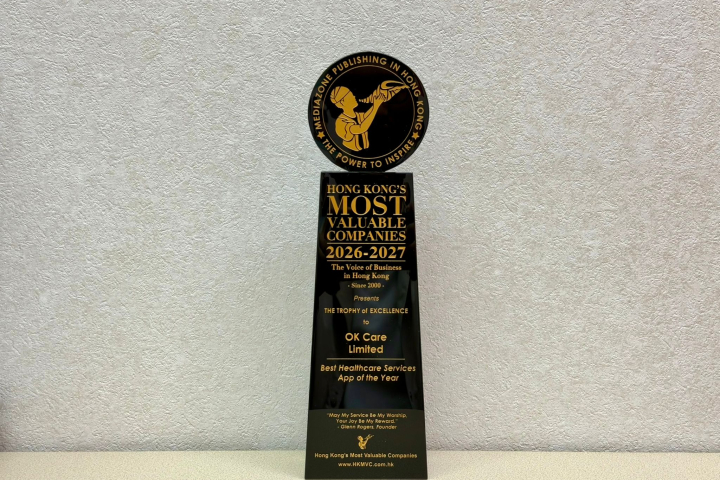 MEDIAZONE PUBLISHING IN HONG KONG
★ THE POWER TO INSPIRE ★
HONG KONG'S
MOST
VALUABLE
COMPANIES
2026-2027
The Voice of Business
in Hong Kong
- Since 2000 -
Presents
THE TROPHY of EXCELLENCE
to
OK Care
Limited
Best Healthcare Services
App of the Year
"May My Service Be My Worship,
Your Joy Be My Reward."
- Glenn Rogers, Founder
Hong Kong's Most Valuable Companies
www.HKMVC.com.hk